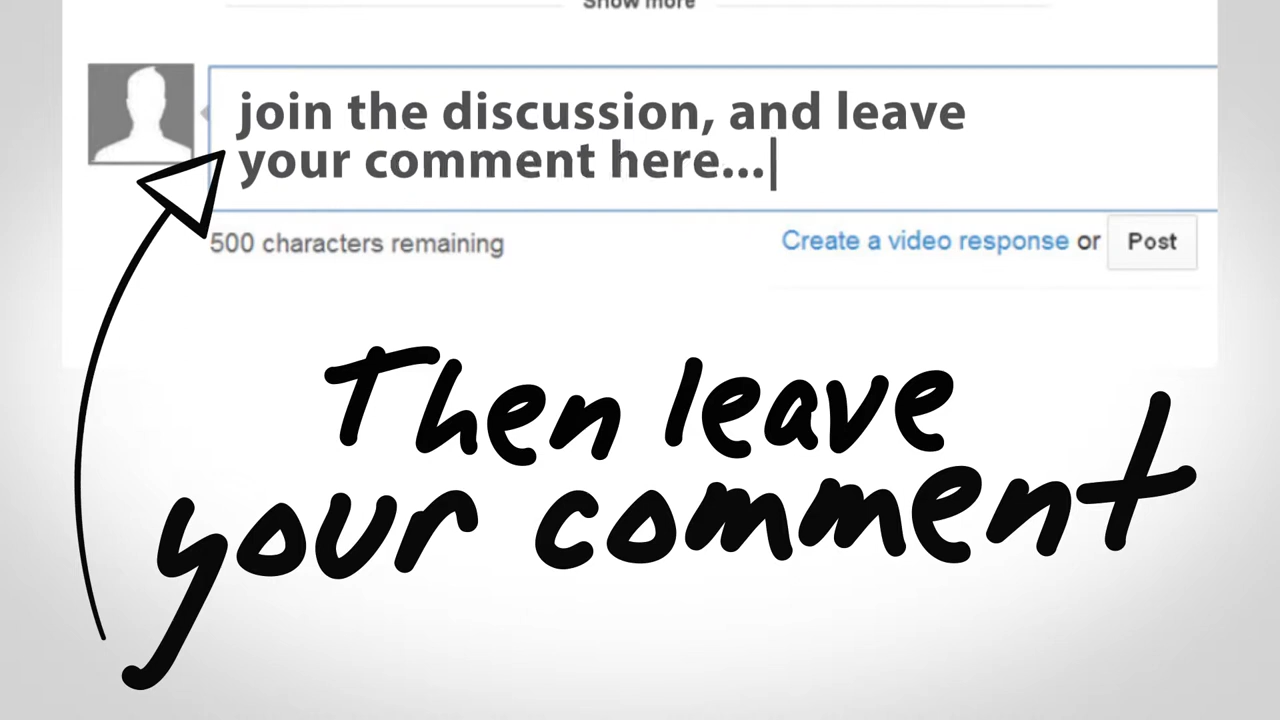 Show more
join the discussion, and leave
your comment here...
500 characters remaining
Create a video response or Post
Then leave
your comment